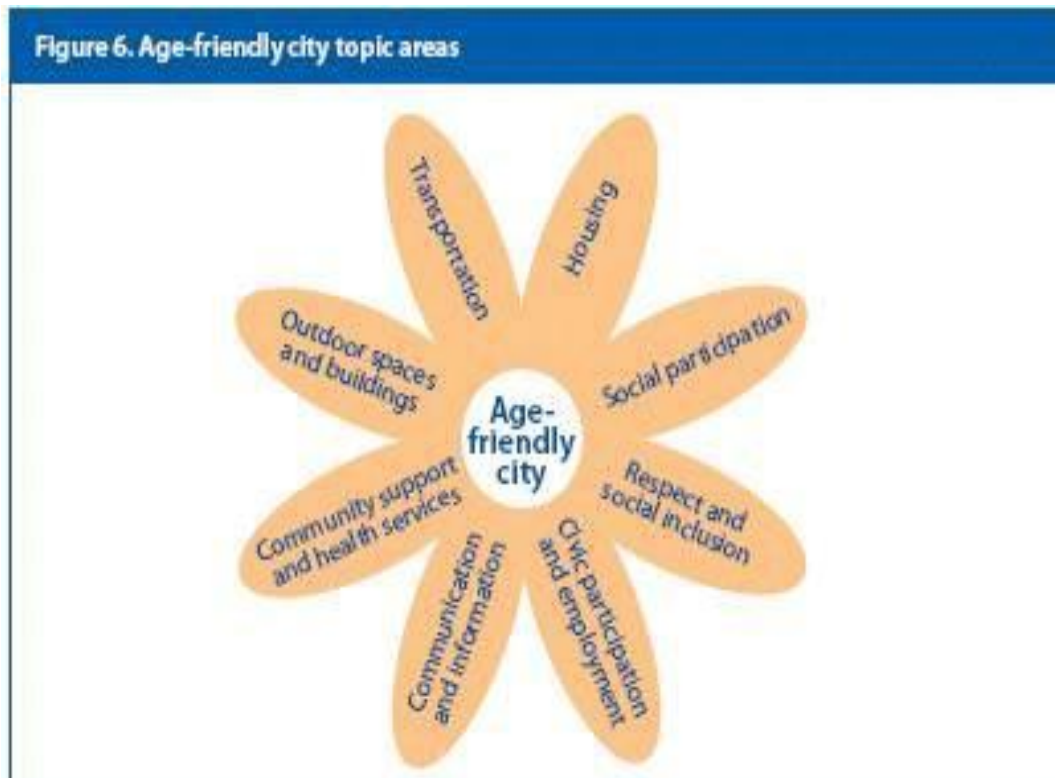 Figure 6. Age-friendly city topic areas
Transportation
Housing
Outdoor spaces
and buildings
Social participation
Age-
friendly
city
Community support
and health services
Respect and
social inclusion
Communication
and information
Civic participation
and employment